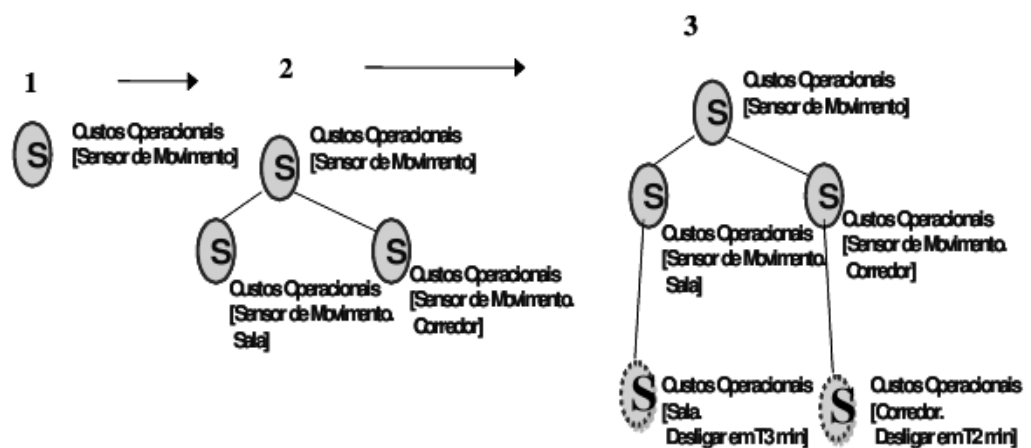 1
S
Custos Operacionais
[Sensor de Movimento]
2
S
Custos Operacionais
[Sensor de Movimento]
S
Custos Operacionais
[Sensor de Movimento.
Sala]
S
Custos Operacionais
[Sensor de Movimento.
Corredor]
3
S
Custos Operacionais
[Sensor de Movimento]
S
Custos Operacionais
[Sensor de Movimento.
Sala]
S
Custos Operacionais
[Sensor de Movimento.
Corredor]
S
Custos Operacionais
[Sala.
Desligar em T3 min]
S
Custos Operacionais
[Corredor.
Desligar em T2 min]